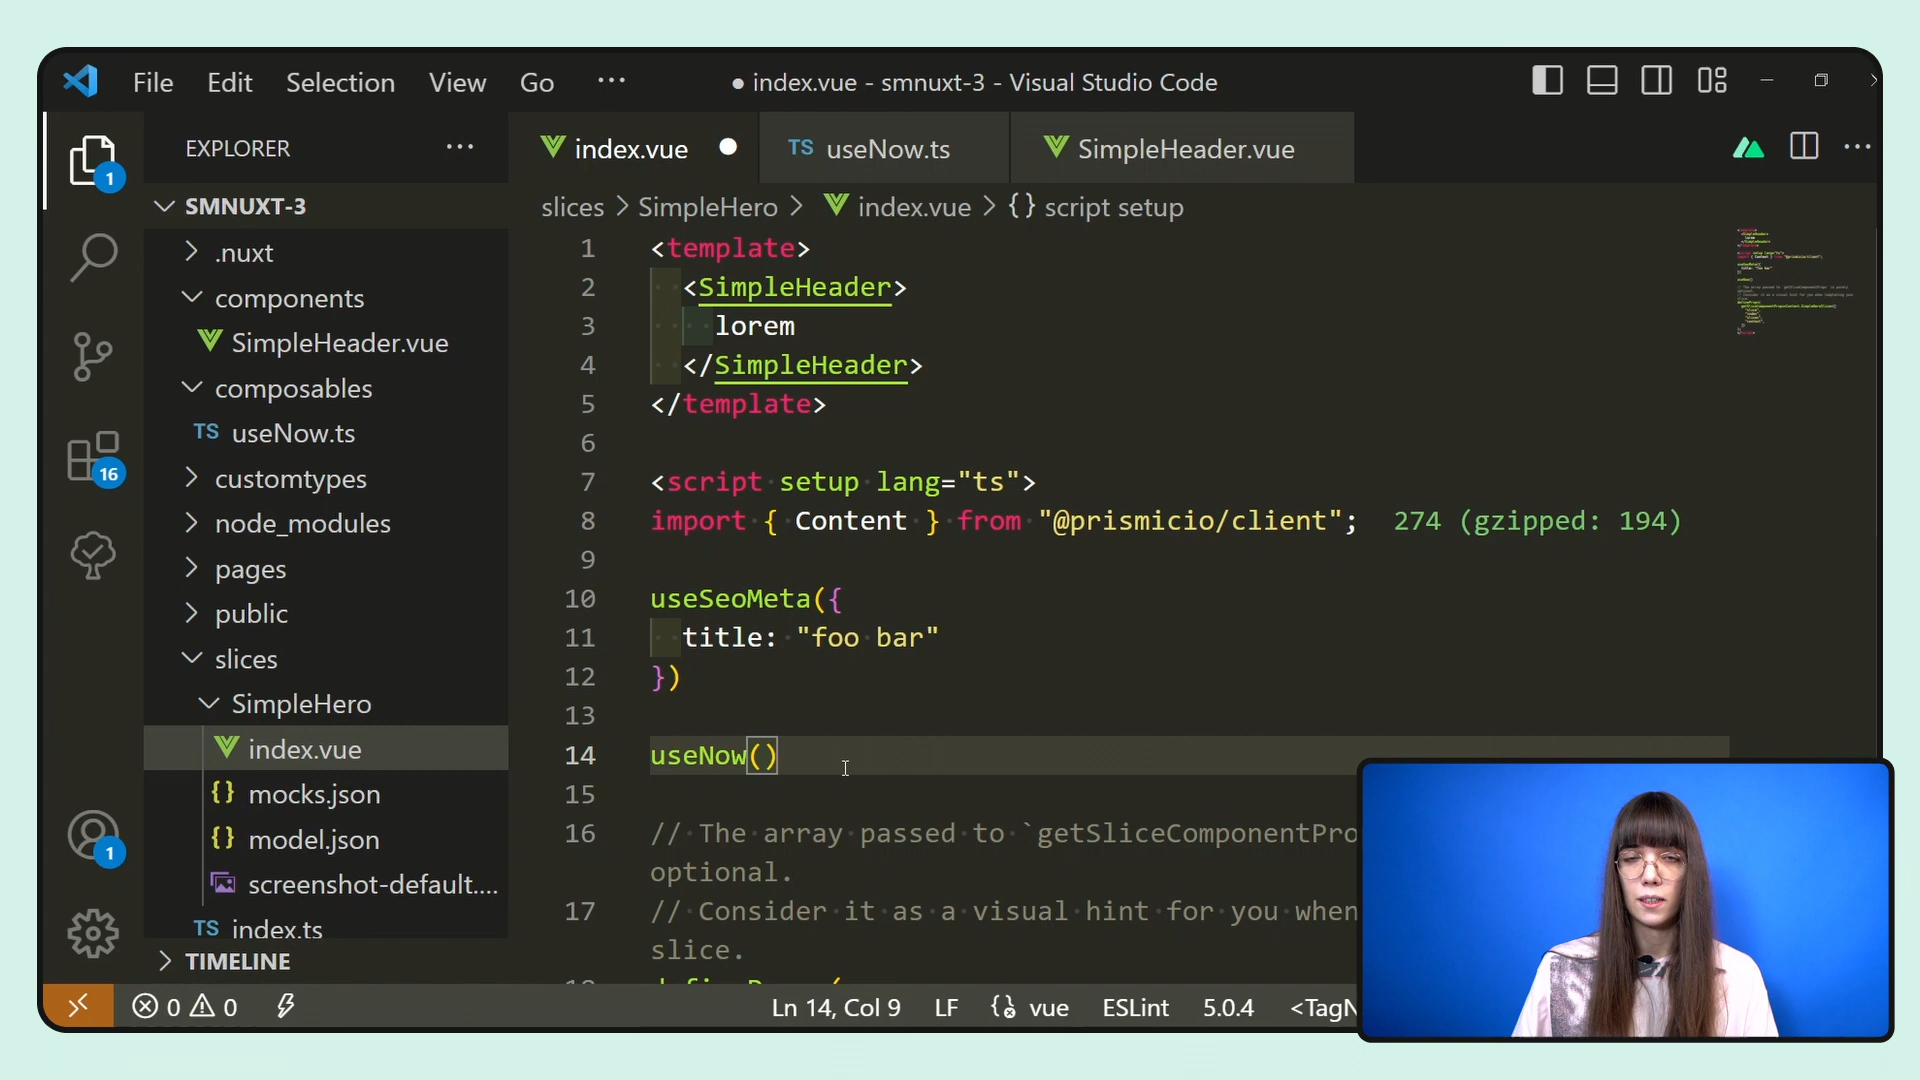 File Edit Selection View Go ··· ● index.vue - smnuxt-3 - Visual Studio Code
EXPLORER ···
index.vue TS useNow.ts SimpleHeader.vue
1
SMNUXT-3
slices > SimpleHero > index.vue > {} script setup
.nuxt
components
SimpleHeader.vue
composables
TS useNow.ts
customtypes
16
node_modules
pages
public
slices
SimpleHero
index.vue
{} mocks.json
{} model.json
1
screenshot-default....
TS index.ts
TIMELINE
1 <template>
2 <SimpleHeader>
3 lorem
4 </SimpleHeader>
5 </template>
6
7 <script setup lang="ts">
8 import { Content } from "@prismicio/client"; 274 (gzipped: 194)
9
10 useSeoMeta({
11 title: "foo bar"
12 })
13
14 useNow()
15
16 // The array passed to `getSliceComponentPro
optional.
17 // Consider it as a visual hint for you when
slice.
0 0 Ln 14, Col 9 LF {} vue ESLint 5.0.4 <TagN